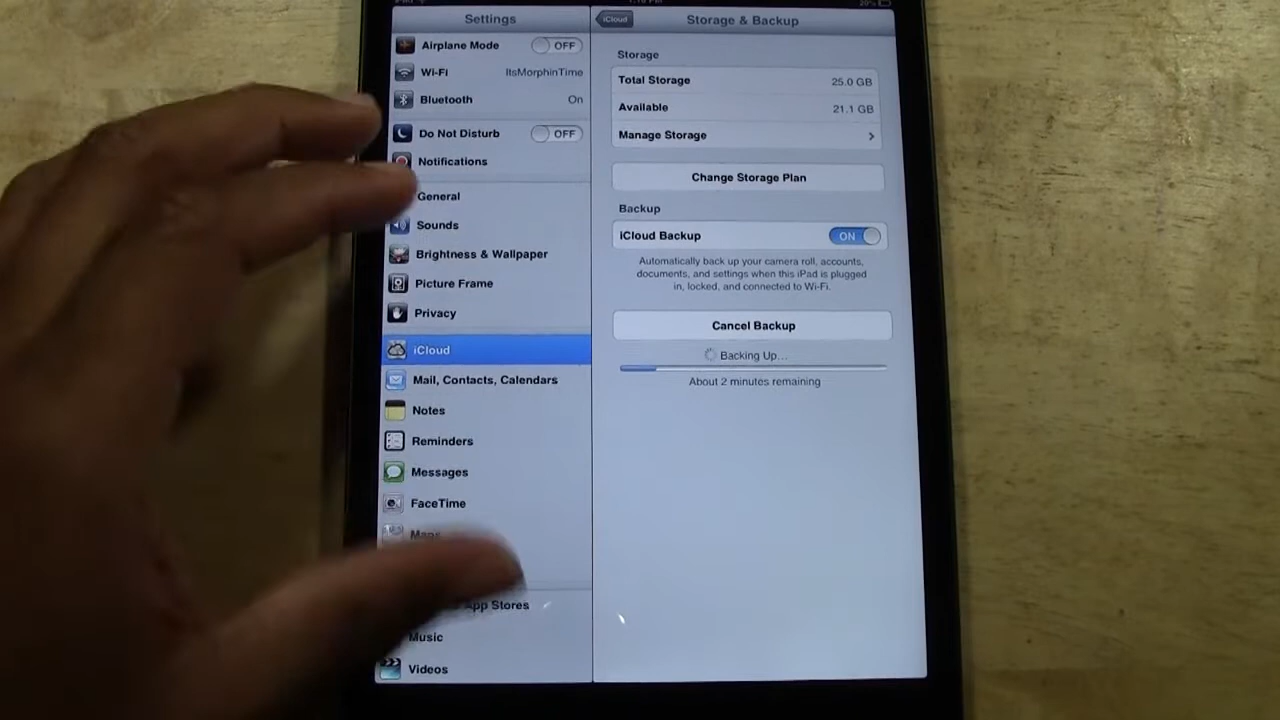 Settings
Airplane Mode OFF
Wi-Fi ItsMorphinTime
Bluetooth On
Do Not Disturb OFF
Notifications
General
Sounds
Brightness & Wallpaper
Picture Frame
Privacy
iCloud
Mail, Contacts, Calendars
Notes
Reminders
Messages
FaceTime
Maps
App Stores
Music
Videos
iCloud Storage & Backup
Storage
Total Storage 25.0 GB
Available 21.1 GB
Manage Storage
Change Storage Plan
Backup
iCloud Backup ON
Automatically back up your camera roll, accounts,
documents, and settings when this iPad is plugged
in, locked, and connected to Wi-Fi.
Cancel Backup
Backing Up...
About 2 minutes remaining